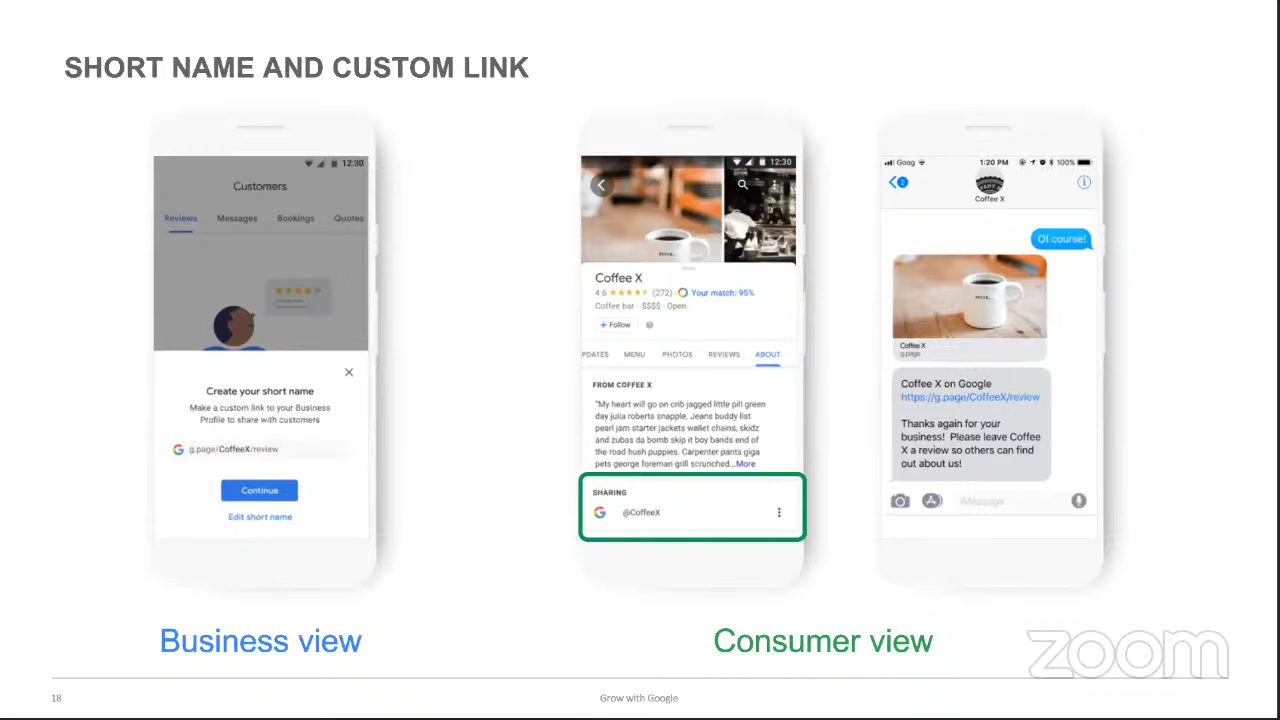 SHORT NAME AND CUSTOM LINK
12:30
Customers
Reviews Messages Bookings Quotes
Create your short name
Make a custom link to your Business
Profile to share with customers
g.page/CoffeeX/review
Continue
Edit short name
Business view
12:30
Coffee X
4.6 (272) · Your match: 95%
Coffee bar · $$$$ · Open
+ Follow
PDATES MENU PHOTOS REVIEWS ABOUT
FROM COFFEE X
"My heart will go on crib jagged little pill green
day julia roberts snapple. Jeans buddy list
pearl jam starter jackets wallet chains, skidz
and zubas da bomb skip it boy bands end of
the road hush puppies. Carpenter pants giga
pets george foreman grill scrunched...More
SHARING
@CoffeeX
Goog 1:20 PM 100%
2
Coffee X
Of course!
Coffee X
g.page
Coffee X on Google
https://g.page/CoffeeX/review
Thanks again for your
business! Please leave Coffee
X a review so others can find
out about us!
iMessage
Consumer view
zoom
18
Grow with Google